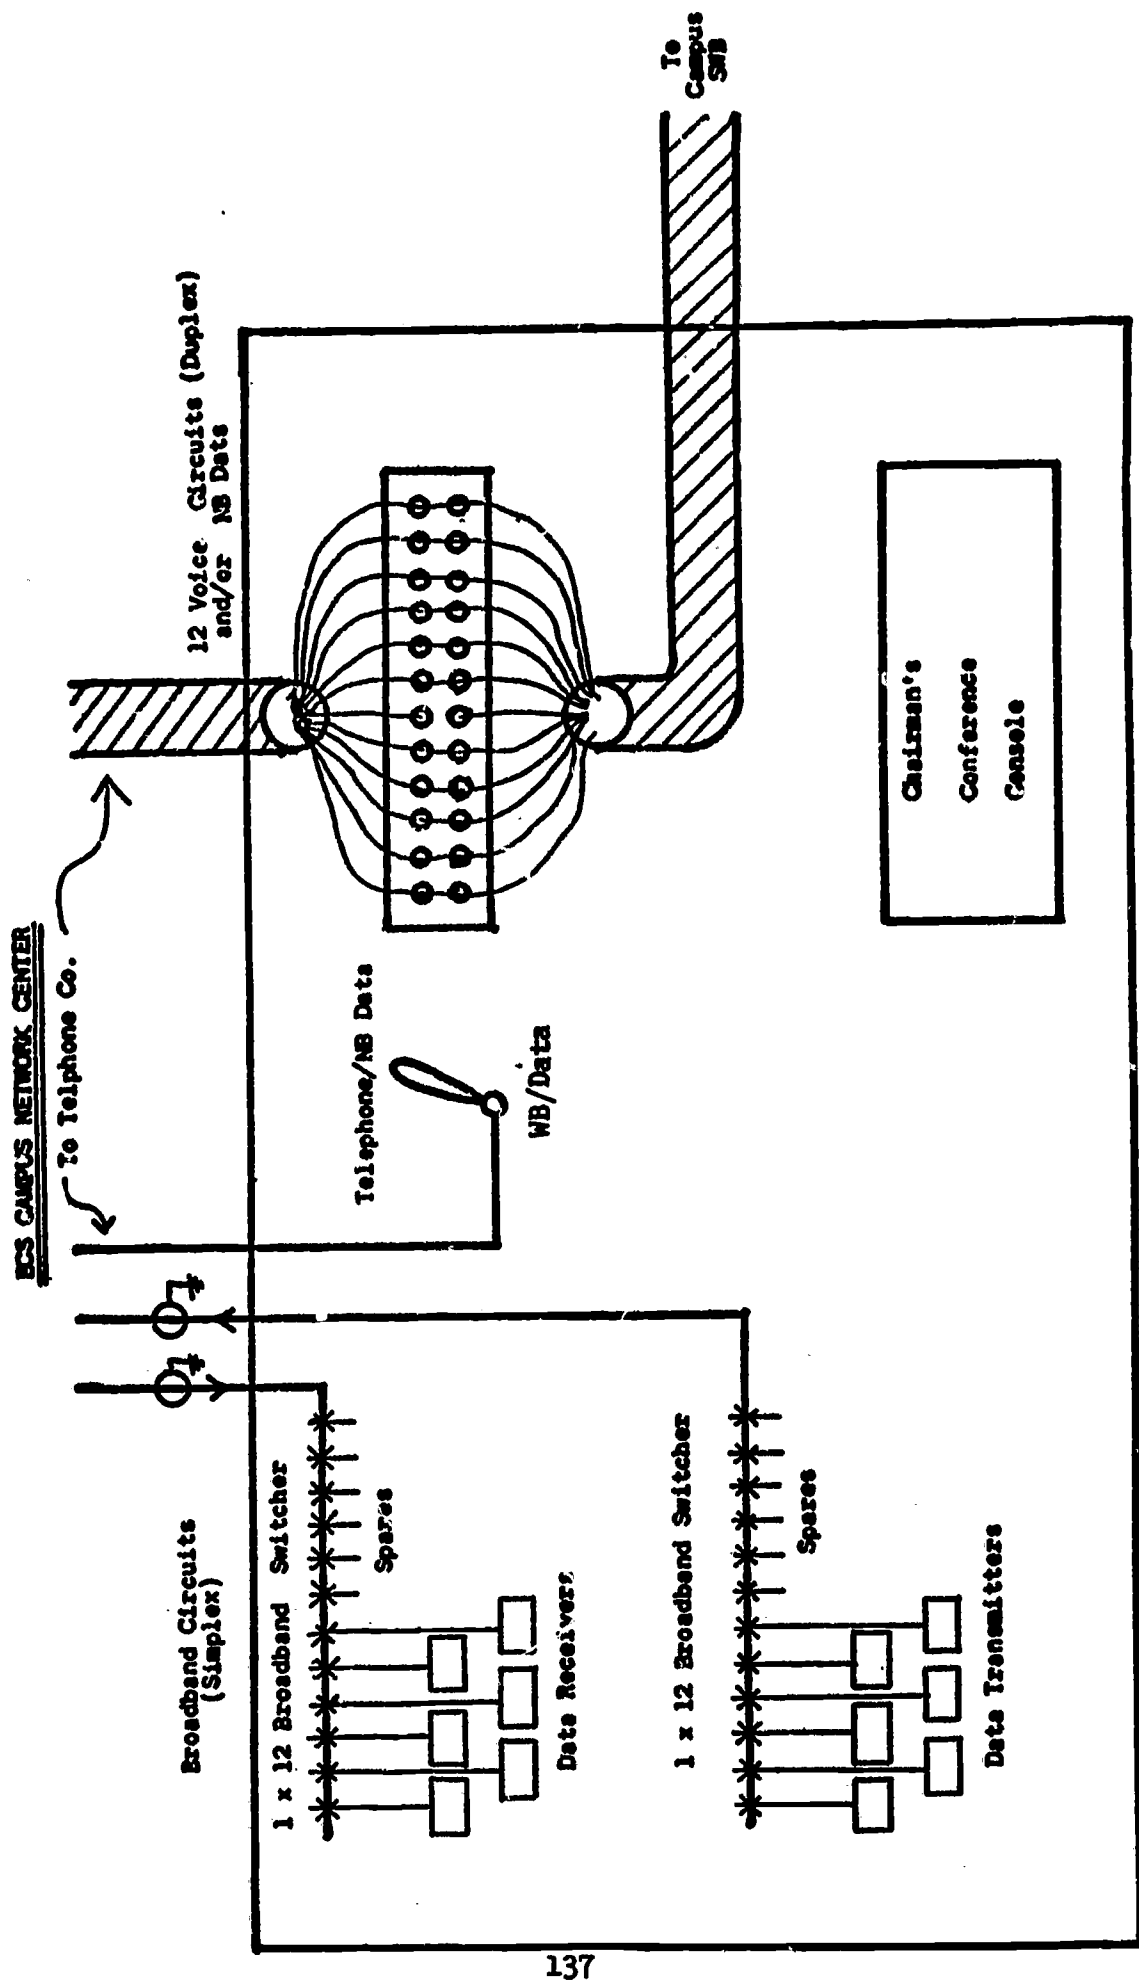 ECS CAMPUS NETWORK CENTER
To Telphone Co.
Broadband Circuits
(Simplex)
12 Voice Circuits (Duplex)
and/or NB Data
1 x 12 Broadband Switcher
Spares
Data Receivers
Telephone/NB Data
WB/Data
To
Campus
SWB
1 x 12 Broadband Switcher
Spares
Data Transmitters
Chairman's
Conference
Console
137